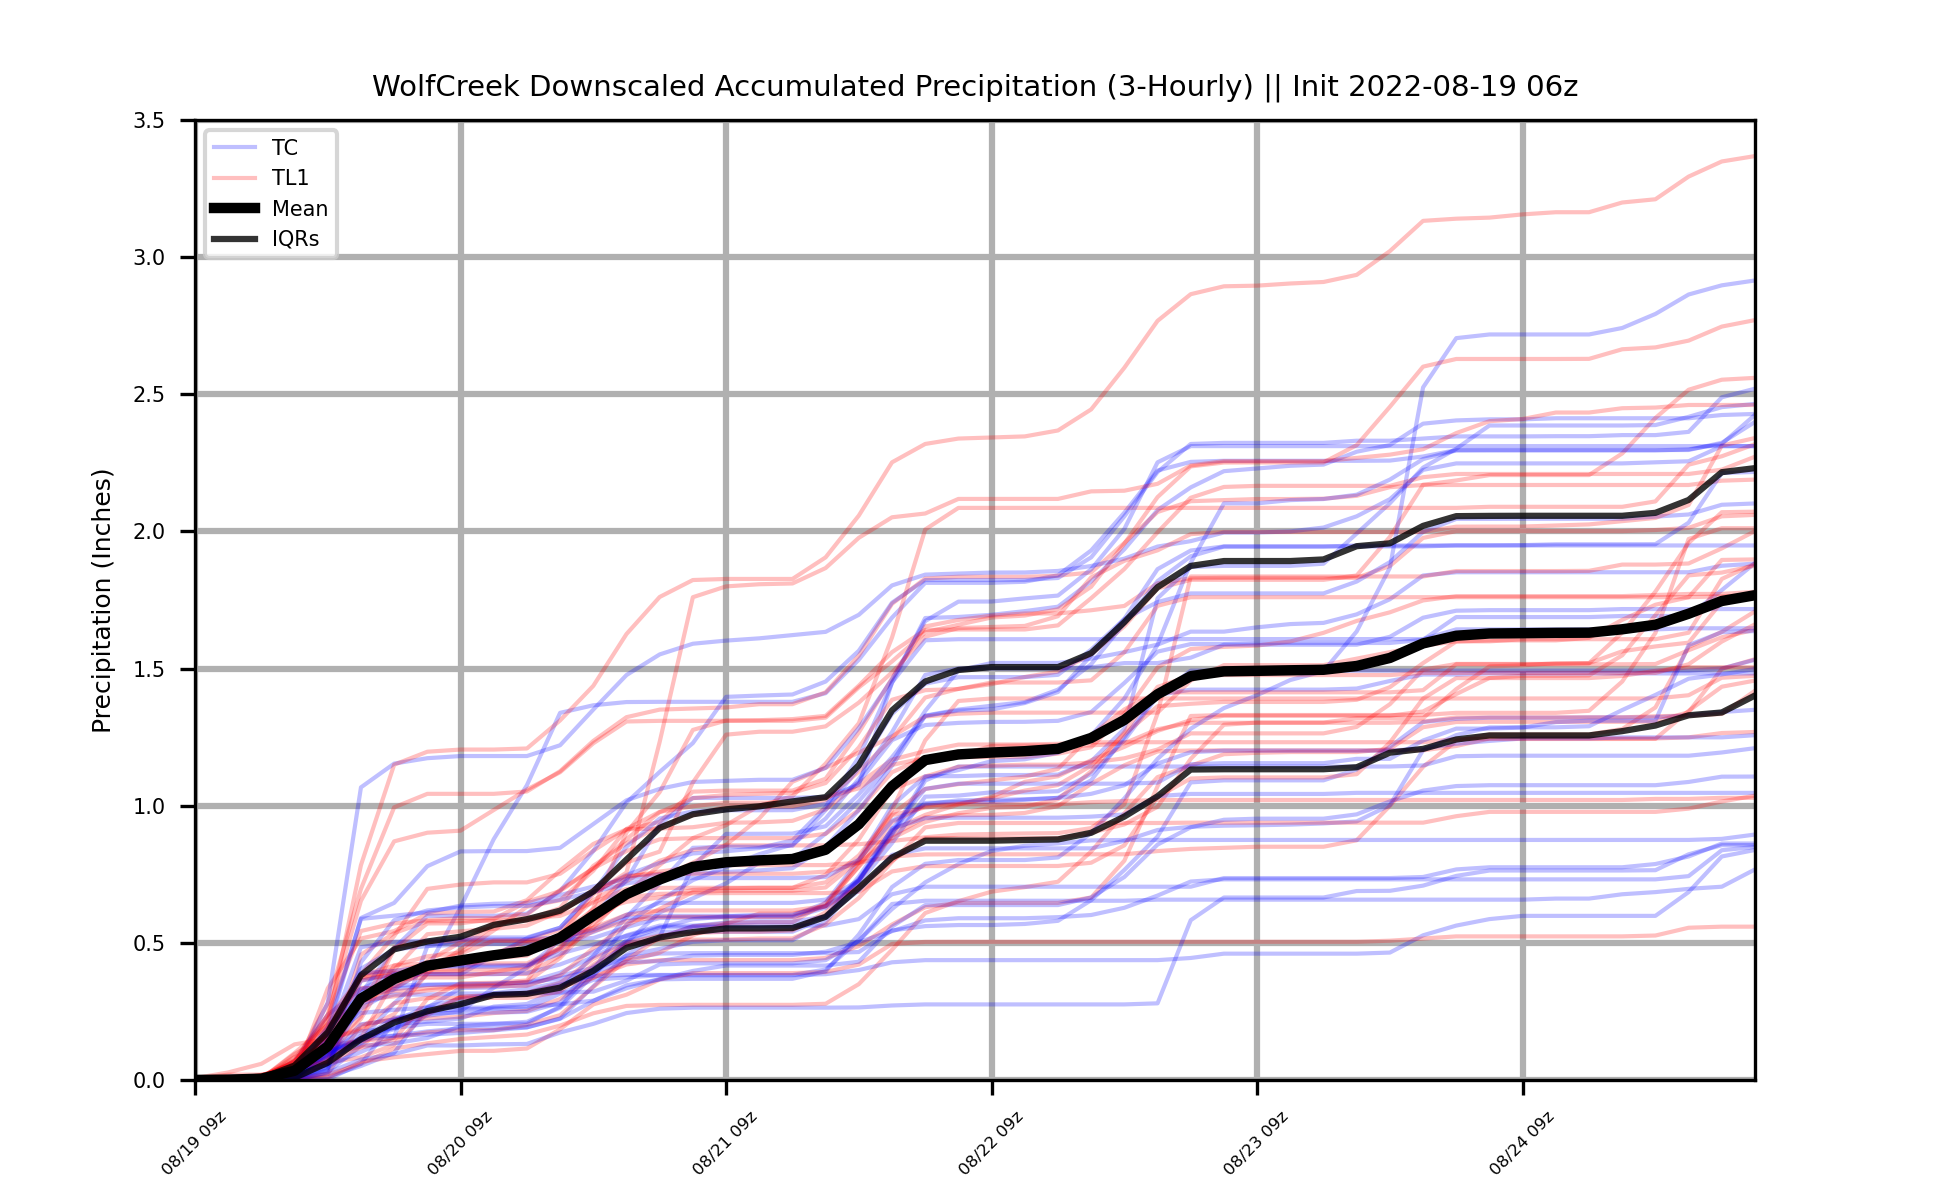 WolfCreek Downscaled Accumulated Precipitation (3-Hourly) || Init 2022-08-19 06z
3.5
3.0
2.5
2.0
1.5
1.0
0.5
0.0
Precipitation (Inches)
TC
TL1
Mean
IQRs
08/19 09z
08/20 09z
08/21 09z
08/22 09z
08/23 09z
08/24 09z